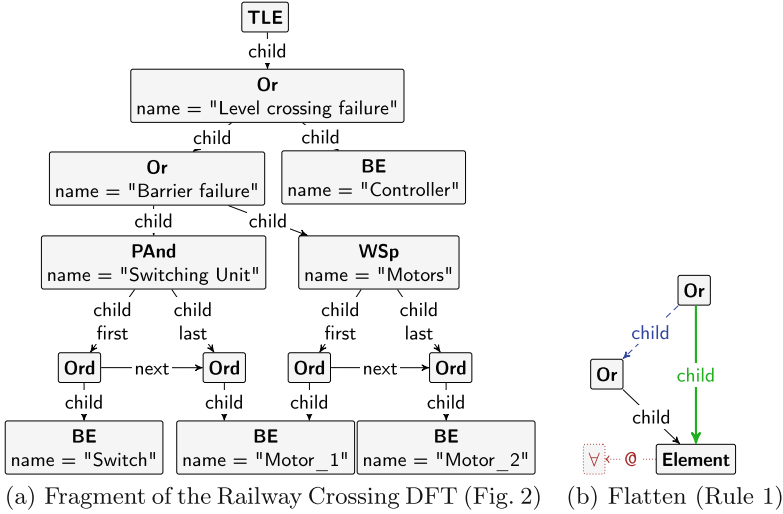 TLE
child
Or
name = "Level crossing failure"
child child
Or
name = "Barrier failure"
BE
name = "Controller"
child child
PAnd
name = "Switching Unit"
WSp
name = "Motors"
child
first
child
last
child
first
child
last
Ord next Ord Ord next Ord
child child child child
BE
name = "Switch"
BE
name = "Motor_1"
BE
name = "Motor_2"
(a) Fragment of the Railway Crossing DFT (Fig. 2)
Or
child
child
Or
child
∀ @ Element
(b) Flatten (Rule 1)